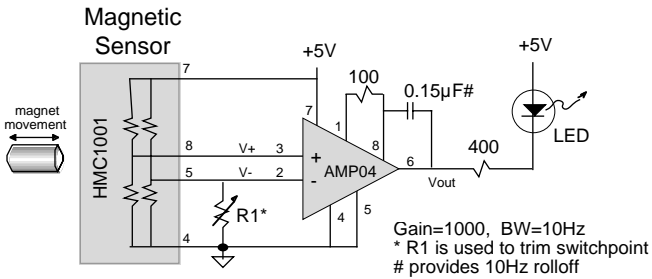 Magnetic
Sensor
+5V
+5V
7
100
0.15µF#
magnet
movement
HMC1001
7
1
8
LED
8
V+
3
+
AMP04
6
400
5
V-
2
-
Vout
R1*
4
5
4
Gain=1000, BW=10Hz
* R1 is used to trim switchpoint
# provides 10Hz rolloff